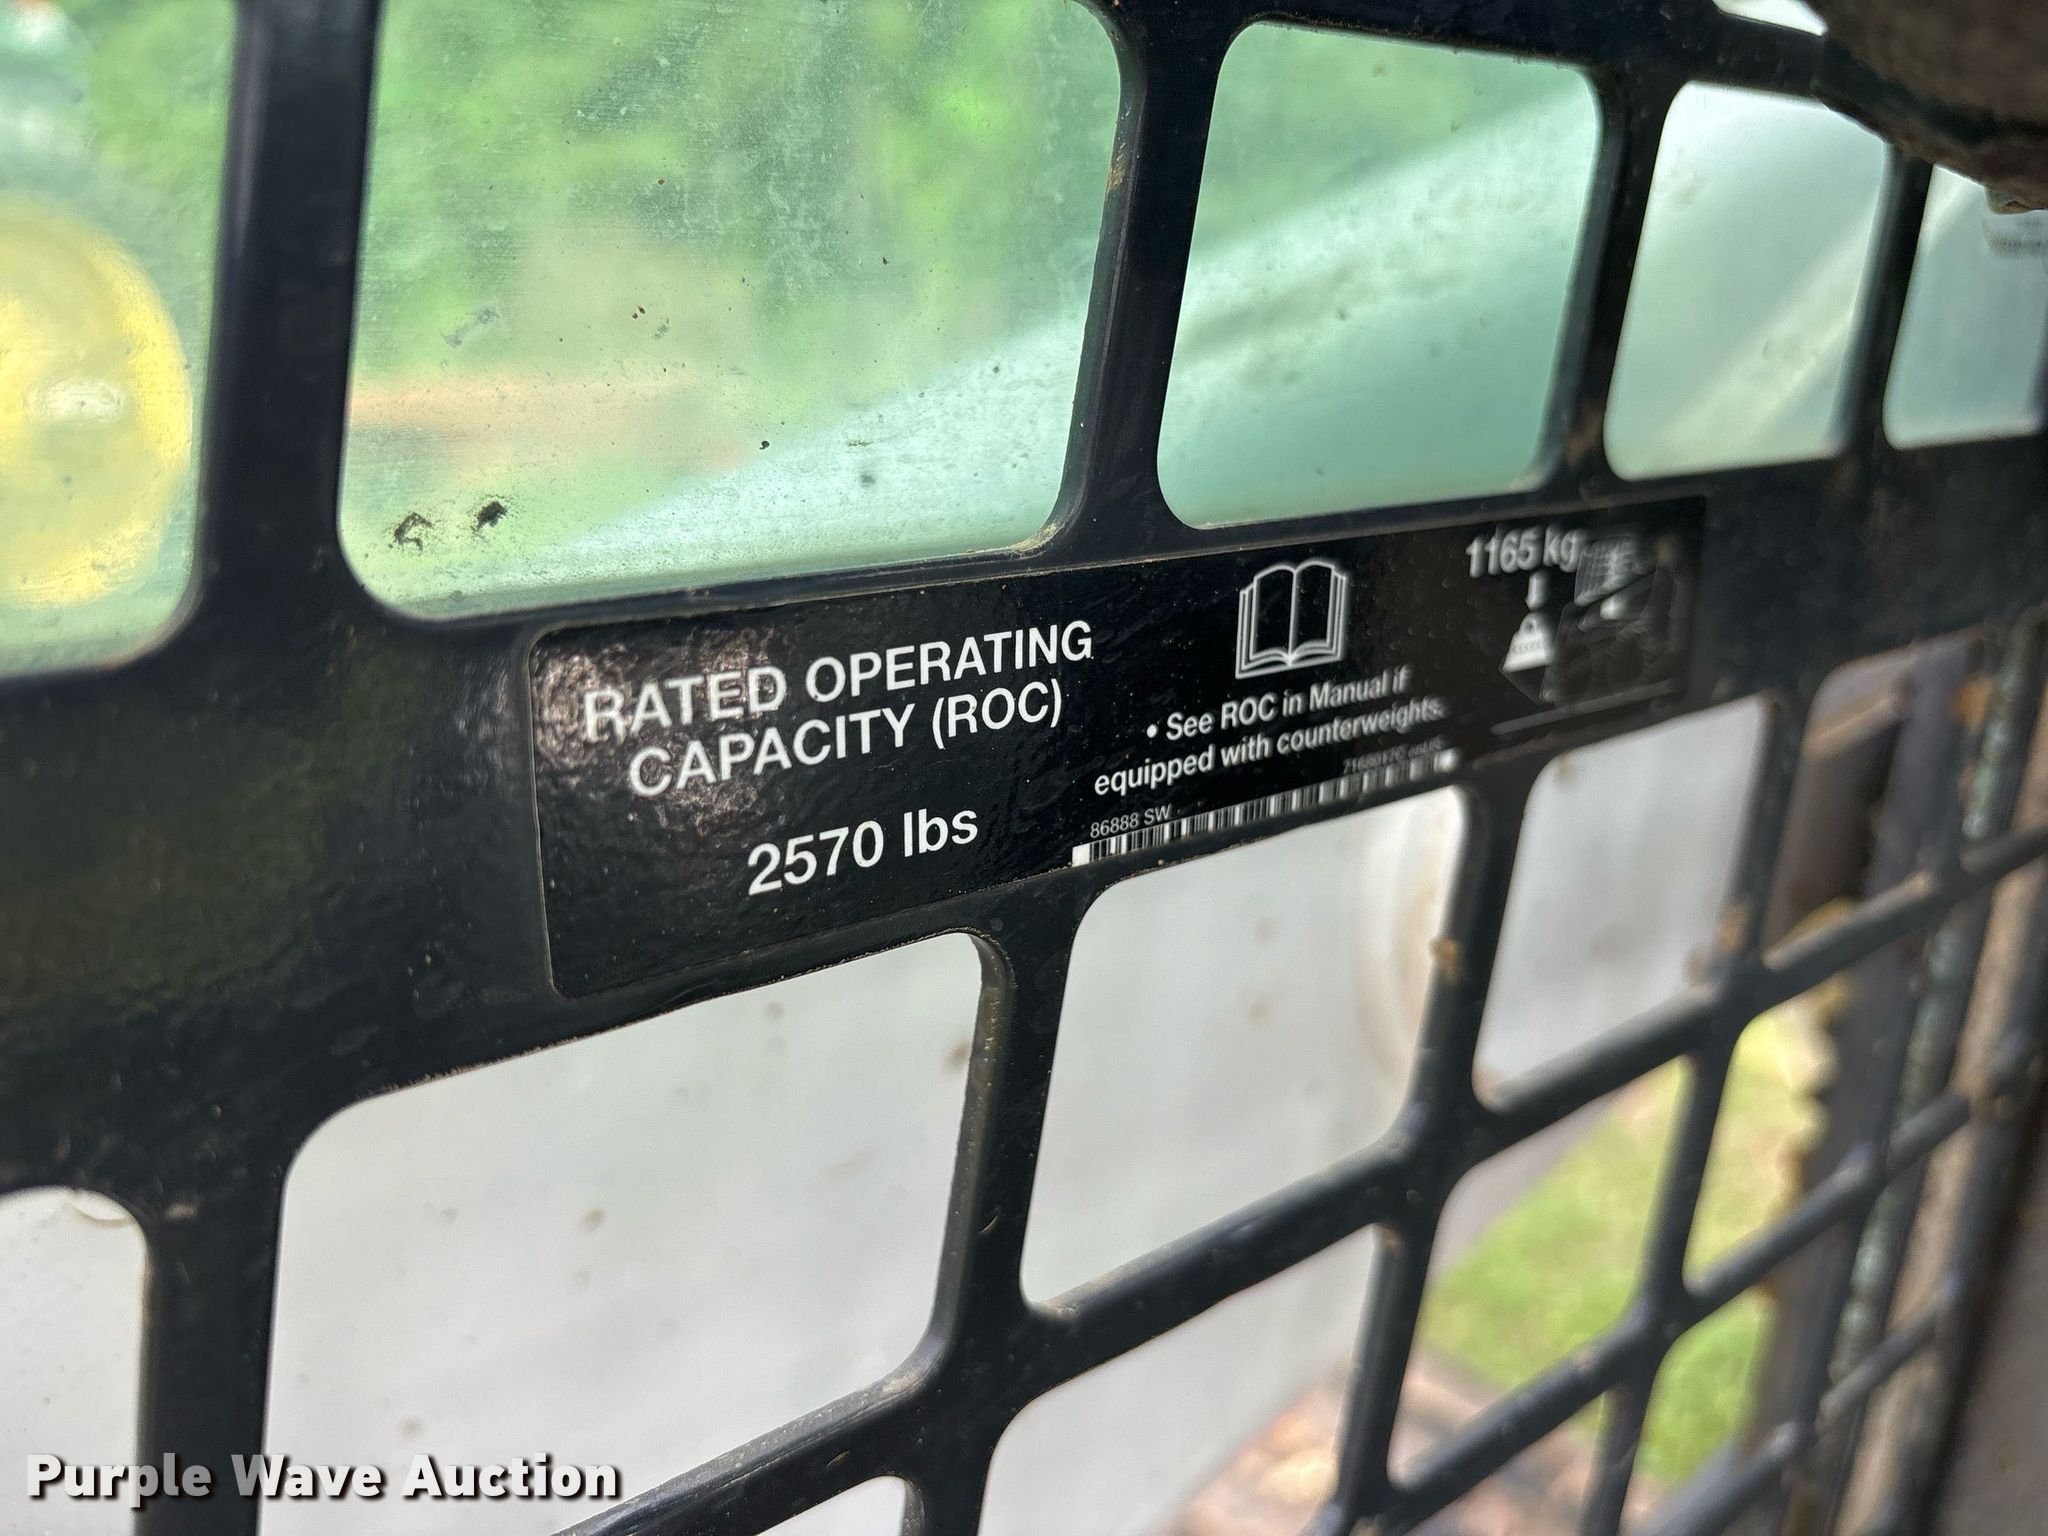 RATED OPERATING
CAPACITY (ROC)
2570 lbs
• See ROC in Manual if
equipped with counterweights.
86888 SW
1165 kg
Purple Wave Auction